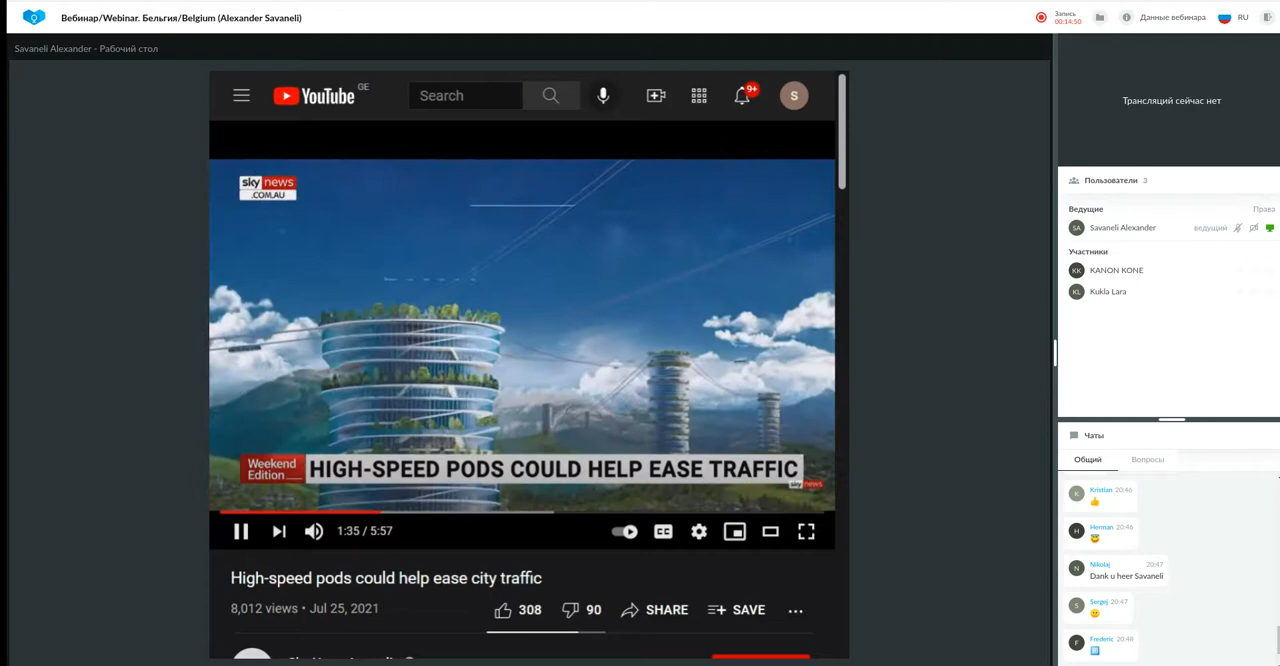 Вебинар/Webinar. Бельгия/Belgium (Alexander Savaneli)
Запись
00:14:50
Данные вебинара
RU
Savaneli Alexander - Рабочий стол
YouTube GE
Search
9+
S
sky news
.COM.AU
Weekend
Edition
HIGH-SPEED PODS COULD HELP EASE TRAFFIC
sky news
1:35 / 5:57
CC
High-speed pods could help ease city traffic
8,012 views • Jul 25, 2021
308
90
SHARE
SAVE
Трансляций сейчас нет
Пользователи 3
Ведущие
Права
SA Savaneli Alexander ведущий
Участники
KK KANON KONE
KL Kukla Lara
Чаты
Общий
Вопросы
K Kristian 20:46
H Herman 20:46
N Nikolaj 20:47
Dank u heer Savaneli
S Sergej 20:47
F Frederic 20:48